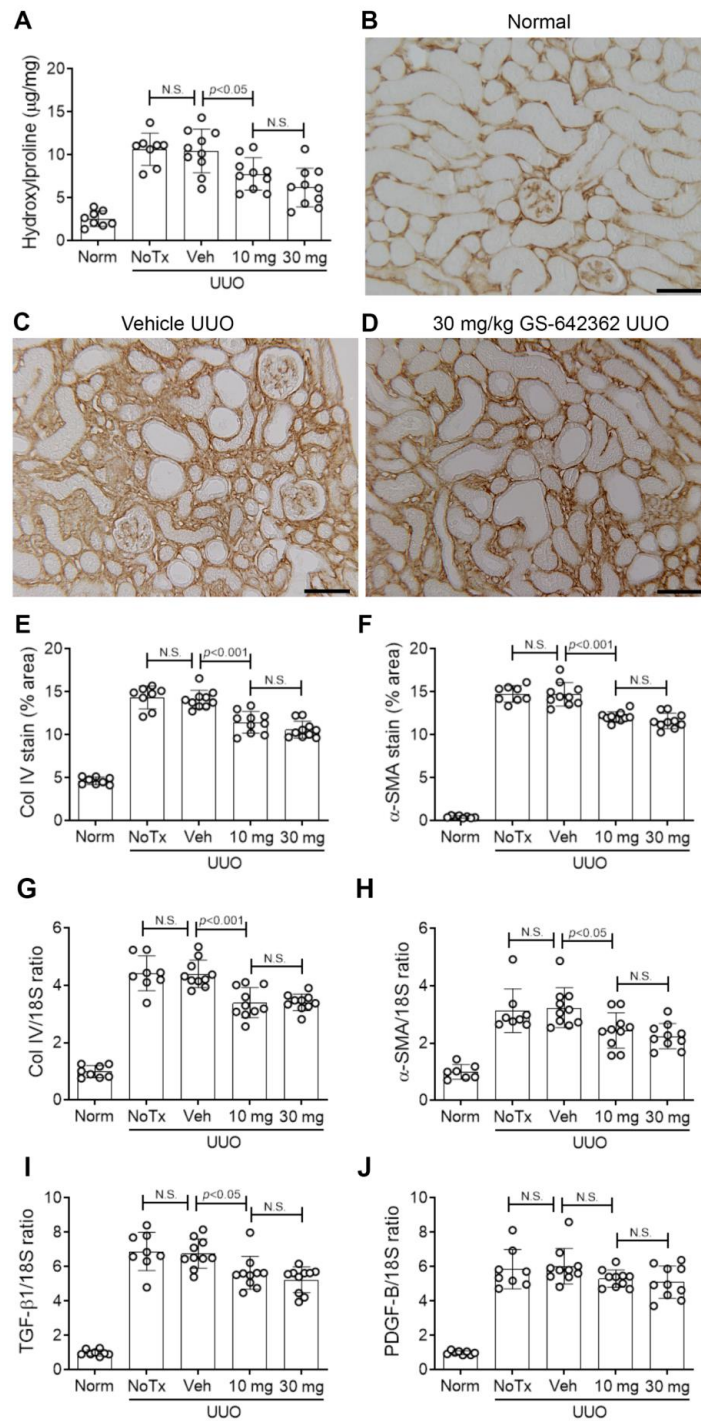 A
Hydroxylproline (μg/mg)
20
15
10
5
0
N.S.
p<0.05
N.S.
Norm NoTx Veh 10 mg 30 mg
UUO
B
Normal
C
Vehicle UUO
D
30 mg/kg GS-642362 UUO
E
Col IV stain (% area)
20
15
10
5
0
N.S.
p<0.001
N.S.
Norm NoTx Veh 10 mg 30 mg
UUO
F
α-SMA stain (% area)
20
15
10
5
0
N.S.
p<0.001
N.S.
Norm NoTx Veh 10 mg 30 mg
UUO
G
Col IV/18S ratio
6
4
2
0
N.S.
p<0.001
N.S.
Norm NoTx Veh 10 mg 30 mg
UUO
H
α-SMA/18S ratio
6
4
2
0
N.S.
p<0.05
N.S.
Norm NoTx Veh 10 mg 30 mg
UUO
I
TGF-β1/18S ratio
10
8
6
4
2
0
N.S.
p<0.05
N.S.
Norm NoTx Veh 10 mg 30 mg
UUO
J
PDGF-B/18S ratio
10
8
6
4
2
0
N.S.
N.S.
N.S.
Norm NoTx Veh 10 mg 30 mg
UUO